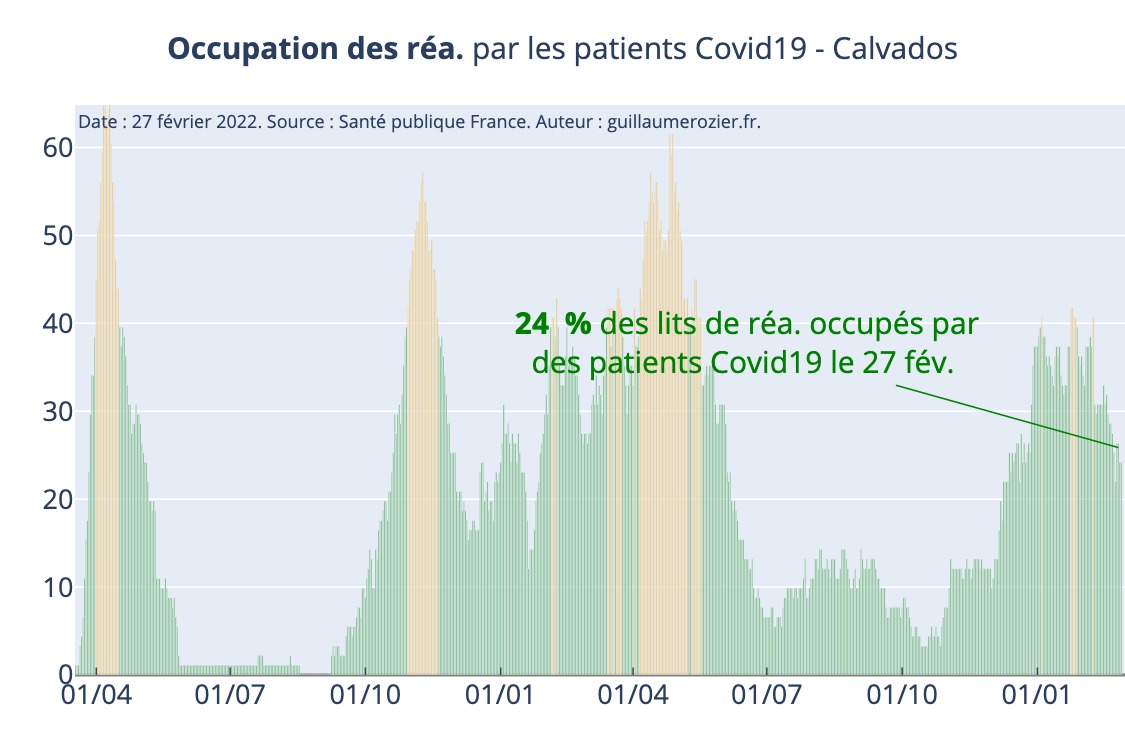 Occupation des réa. par les patients Covid19 - Calvados
Date : 27 février 2022. Source : Santé publique France. Auteur : guillaumerozier.fr.
60
50
40
24 % des lits de réa. occupés par
des patients Covid19 le 27 fév.
30
20
10
0
01/04 01/07 01/10 01/01 01/04 01/07 01/10 01/01